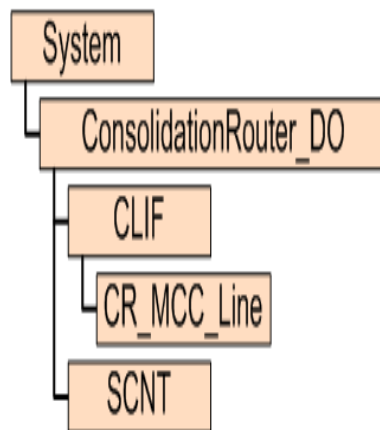 System
ConsolidationRouter_DO
CLIF
CR_MCC_Line
SCNT